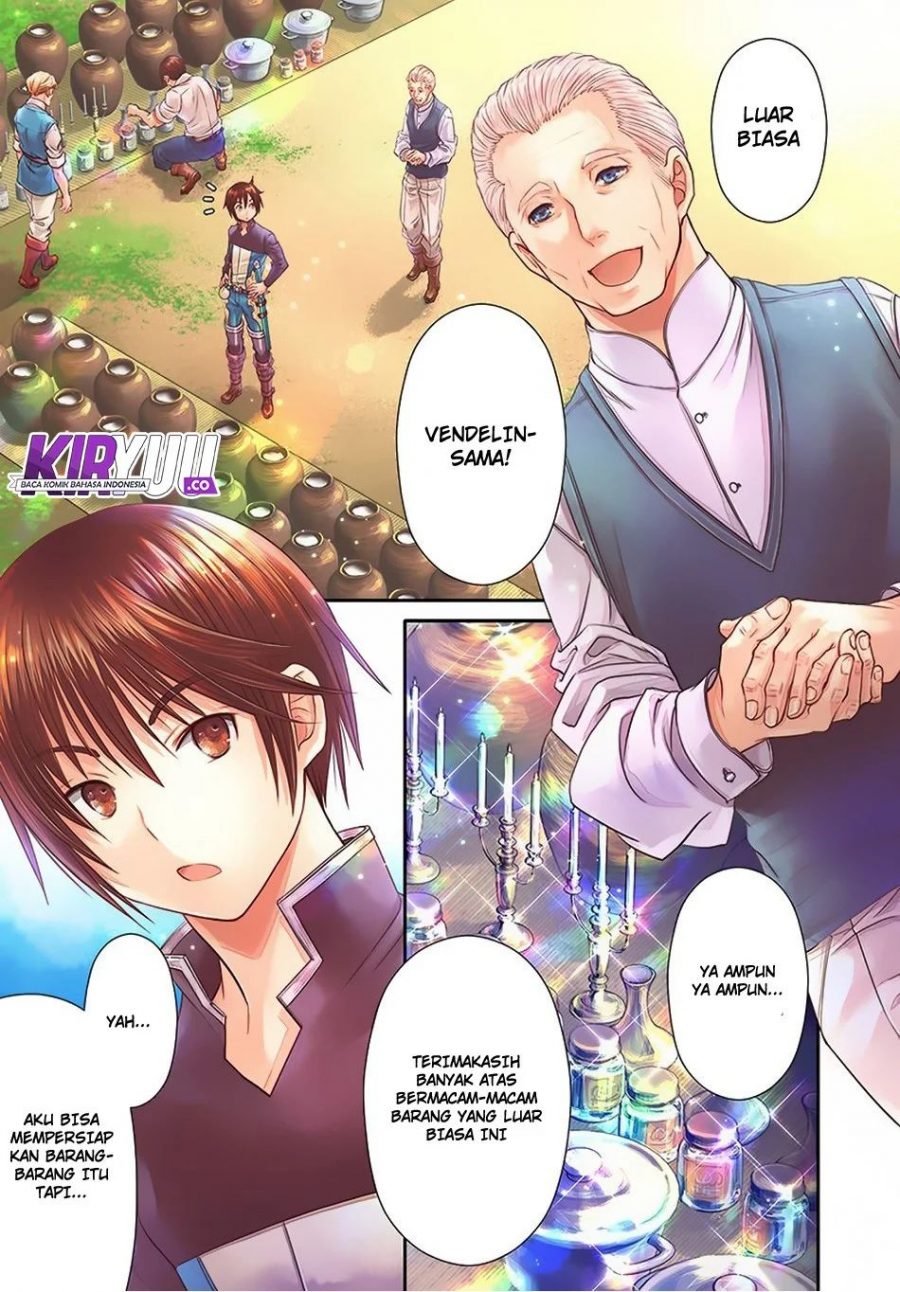 LUAR
BIASA
VENDELIN-
SAMA!
KIRYUU
.CO
BACA KOMIK BAHASA INDONESIA
YA AMPUN
YA AMPUN...
TERIMAKASIH
BANYAK ATAS
BERMACAM-MACAM
BARANG YANG LUAR
BIASA INI
YAH...
AKU BISA
MEMPERSIAP
KAN BARANG-
BARANG ITU
TAPI...